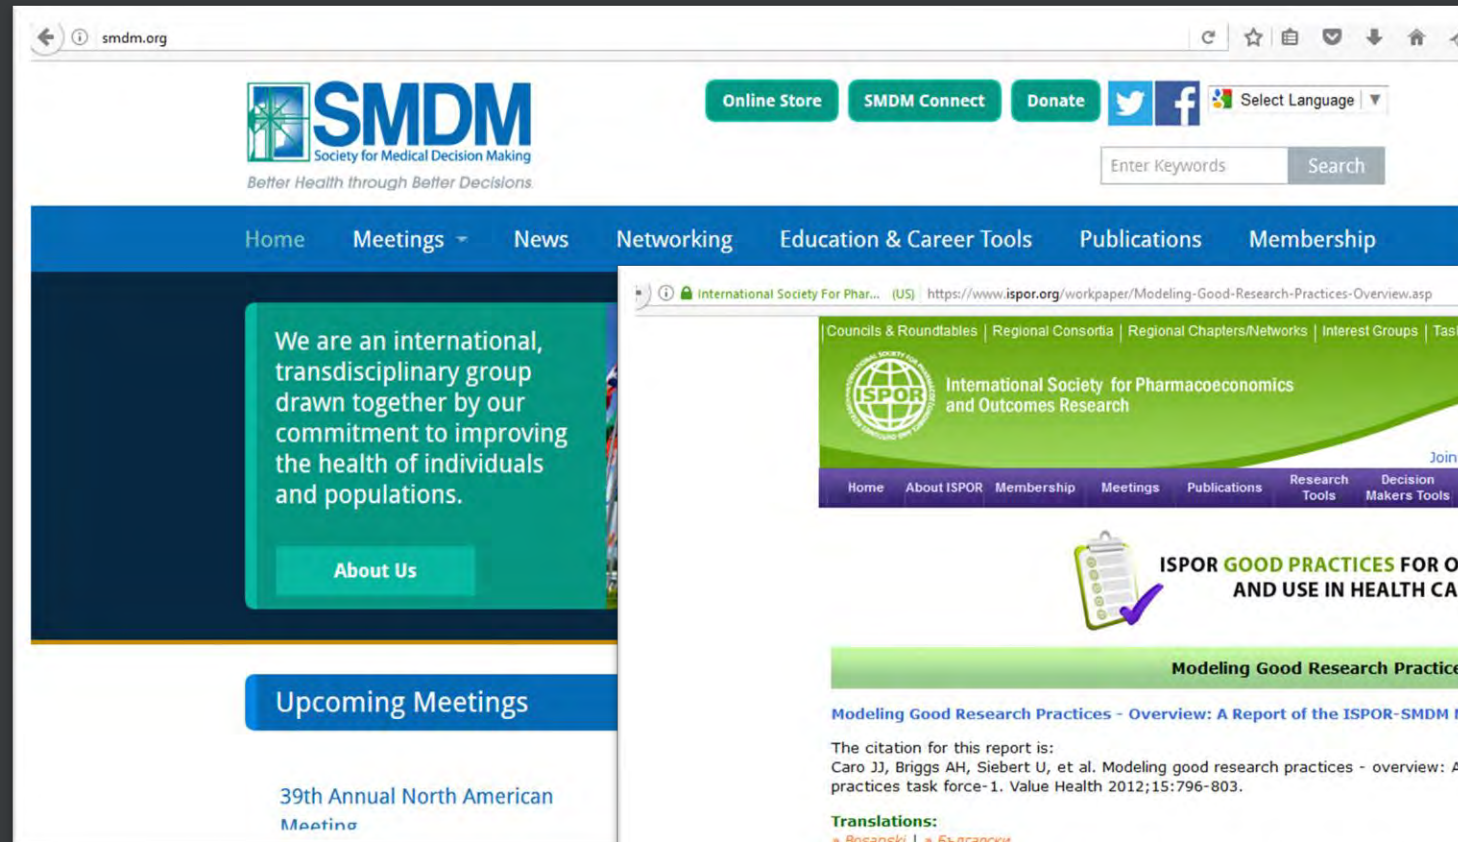 smdm.org
SMDM
Society for Medical Decision Making
Better Health through Better Decisions
Online Store
SMDM Connect
Donate
Select Language
Enter Keywords
Search
Home
Meetings
News
Networking
Education & Career Tools
Publications
Membership
We are an international,
transdisciplinary group
drawn together by our
commitment to improving
the health of individuals
and populations.
About Us
Upcoming Meetings
39th Annual North American
Meeting
International Society For Phar... (US) https://www.ispor.org/workpaper/Modeling-Good-Research-Practices-Overview.asp
Councils & Roundtables | Regional Consortia | Regional Chapters/Networks | Interest Groups |
ISPOR
International Society for Pharmacoeconomics
and Outcomes Research
Join
Home
About ISPOR
Membership
Meetings
Publications
Research
Tools
Decision
Makers Tools
ISPOR GOOD PRACTICES FOR
AND USE IN HEALTH
Modeling Good Research
Modeling Good Research Practices - Overview: A Report of the ISPOR-SMDM
The citation for this report is:
Caro JJ, Briggs AH, Siebert U, et al. Modeling good research practices - overview: A
practices task force-1. Value Health 2012;15:796-803.
Translations:
» Bosanski | » Български